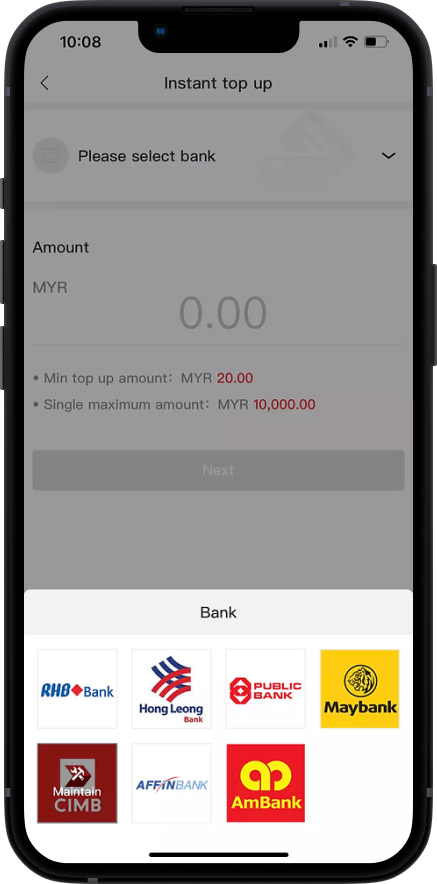 10:08
Instant top up
Please select bank
Amount
MYR
0.00
• Min top up amount: MYR 20.00
• Single maximum amount: MYR 10,000.00
Next
Bank
RHB Bank
Hong Leong
Bank
PUBLIC
BANK
Maybank
Maintain
CIMB
AFFINBANK
AmBank